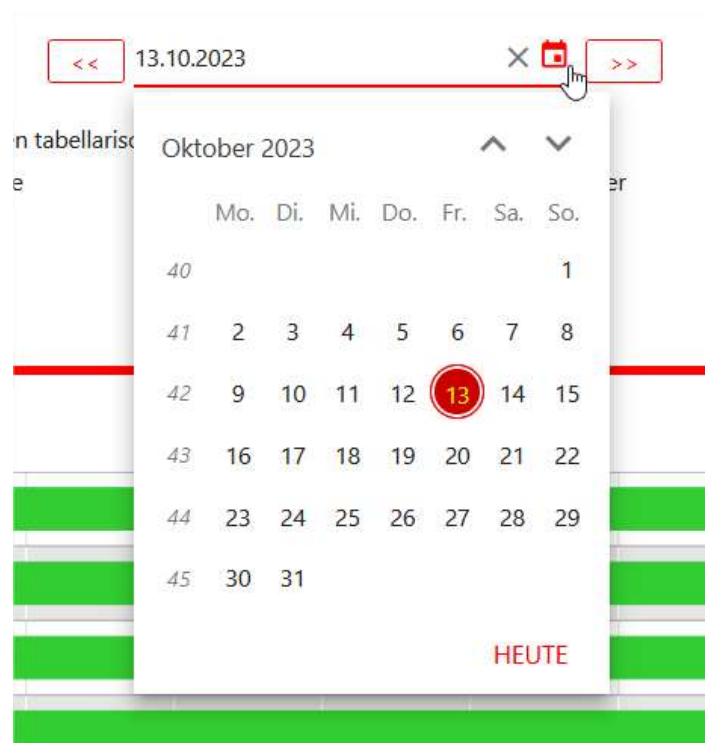 << 13.10.2023 >>
n tabellaris
e er
Oktober 2023
Mo. Di. Mi. Do. Fr. Sa. So.
40 1
41 2 3 4 5 6 7 8
42 9 10 11 12 13 14 15
43 16 17 18 19 20 21 22
44 23 24 25 26 27 28 29
45 30 31
HEUTE